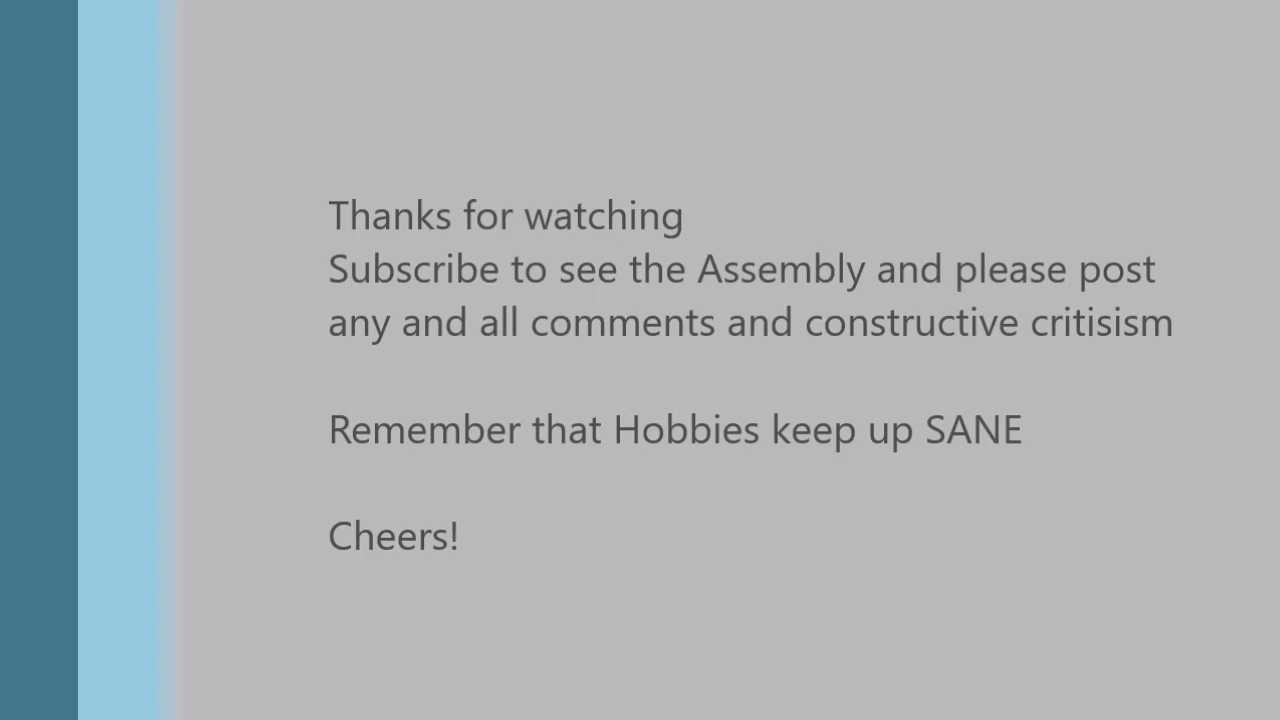 Thanks for watching
Subscribe to see the Assembly and please post
any and all comments and constructive critisism
Remember that Hobbies keep up SANE
Cheers!